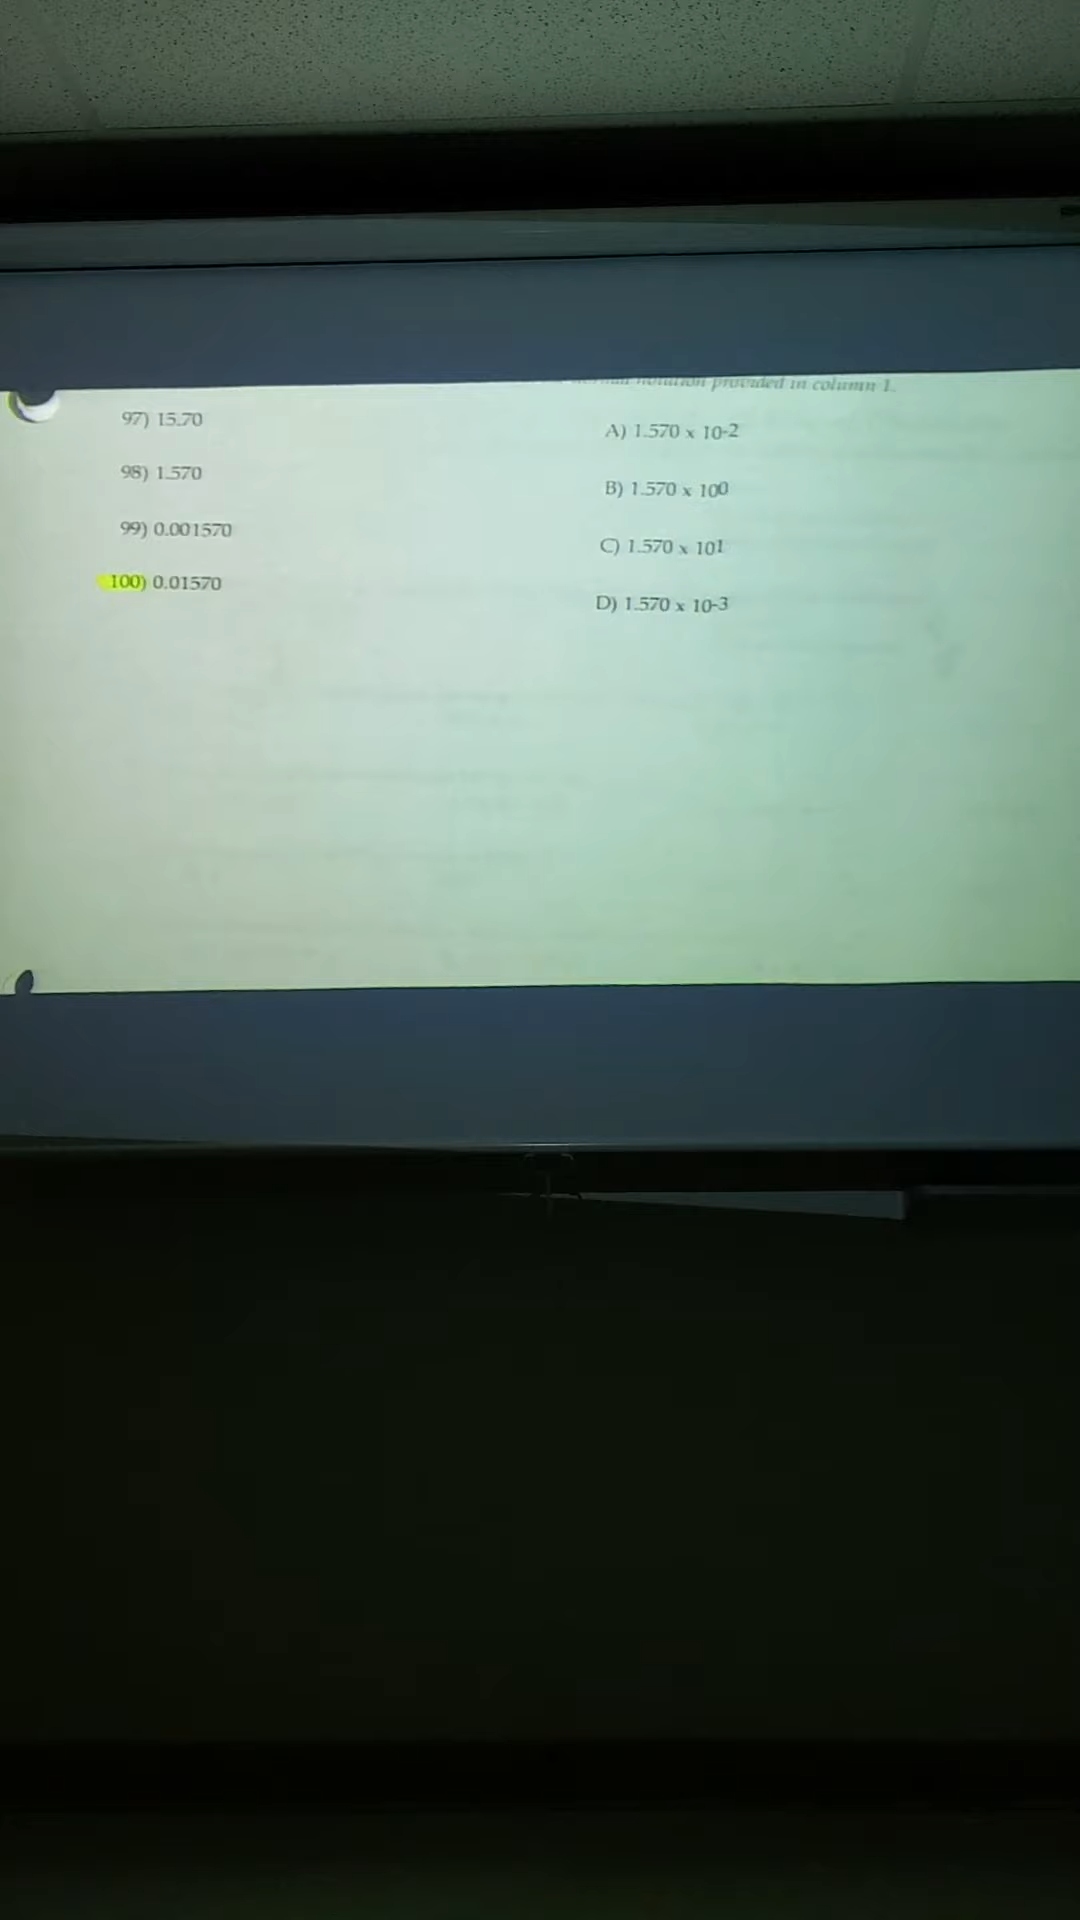 notation provided in column 1.
97) 15.70
A) 1.570 x 10-2
98) 1.570
B) 1.570 x 100
99) 0.001570
C) 1.570 x 101
100) 0.01570
D) 1.570 x 10-3